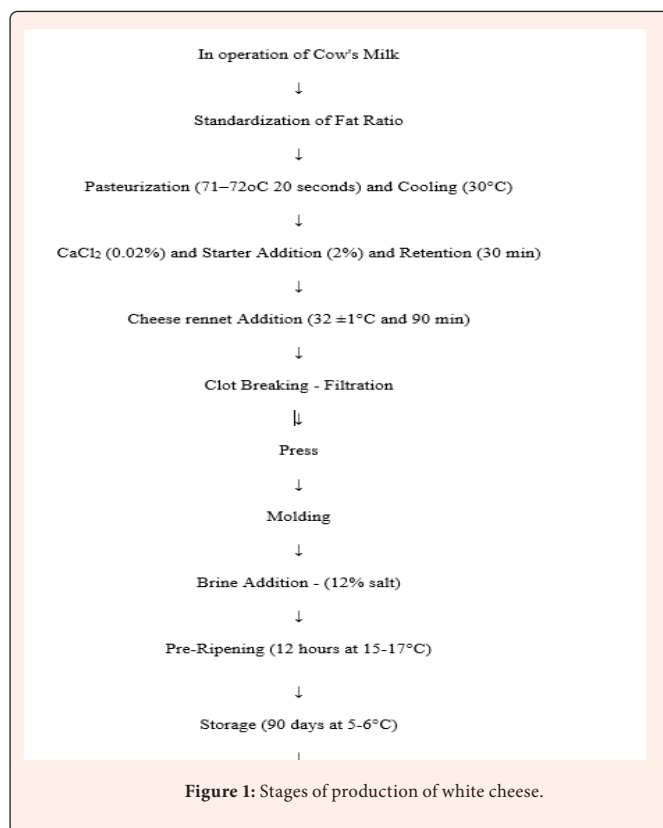 In operation of Cow's Milk
↓
Standardization of Fat Ratio
↓
Pasteurization (71–72oC 20 seconds) and Cooling (30°C)
↓
CaCl₂ (0.02%) and Starter Addition (2%) and Retention (30 min)
↓
Cheese rennet Addition (32 ±1°C and 90 min)
↓
Clot Breaking - Filtration
↓
Press
↓
Molding
↓
Brine Addition - (12% salt)
↓
Pre-Ripening (12 hours at 15-17°C)
↓
Storage (90 days at 5-6°C)
Figure 1: Stages of production of white cheese.